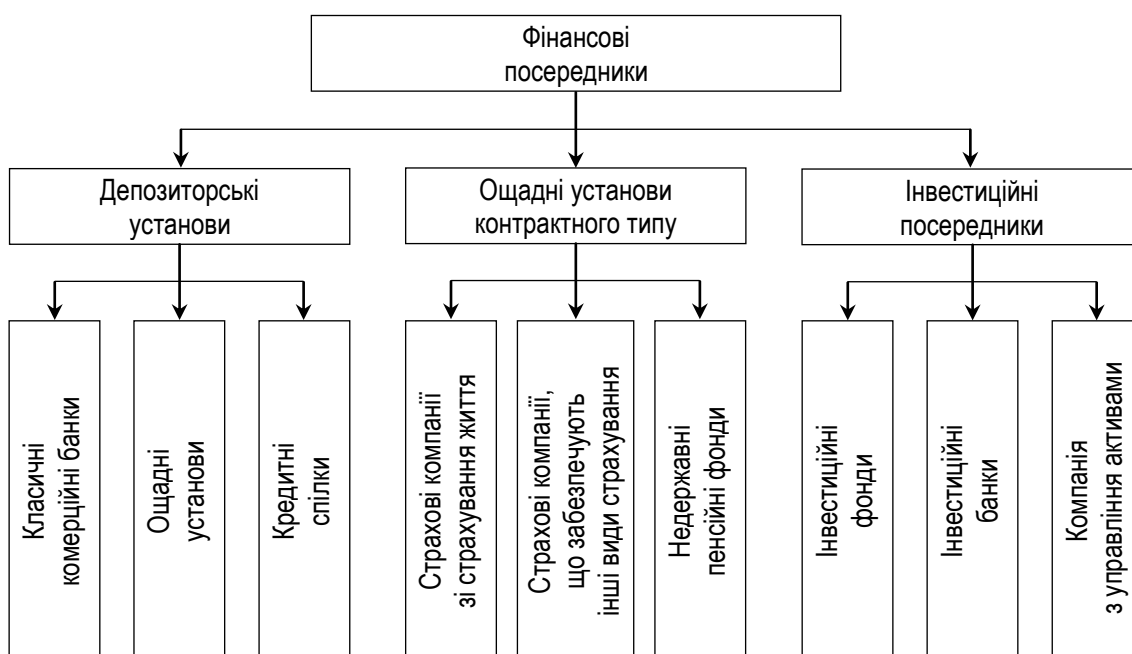 Фінансові
посередники
Депозиторські
установи
Ощадні установи
контрактного типу
Інвестиційні
посередники
Класичні
комерційні банки
Ощадні
установи
Кредитні
спілки
Страхові компанії
зі страхування життя
Страхові компанії,
що забезпечують
інші види страхування
Недержавні
пенсійні фонди
Інвестиційні
фонди
Інвестиційні
банки
Компанія
з управління активами